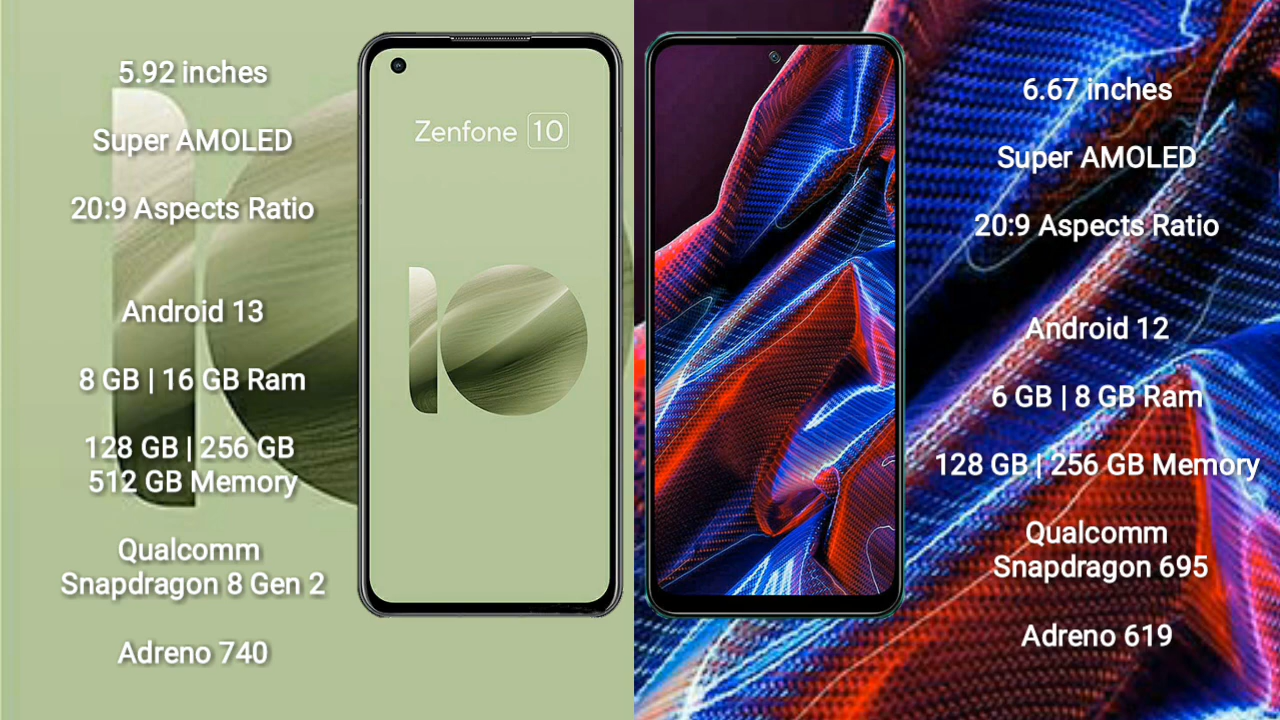 5.92 inches
Super AMOLED
20:9 Aspects Ratio
Android 13
8 GB | 16 GB Ram
128 GB | 256 GB
512 GB Memory
Qualcomm
Snapdragon 8 Gen 2
Adreno 740
Zenfone 10
10
6.67 inches
Super AMOLED
20:9 Aspects Ratio
Android 12
6 GB | 8 GB Ram
128 GB | 256 GB Memory
Qualcomm
Snapdragon 695
Adreno 619